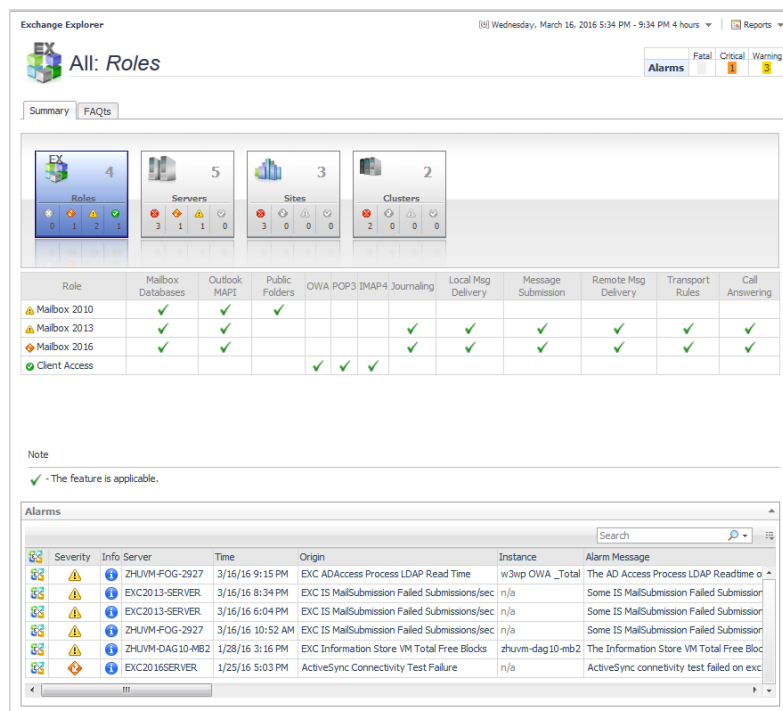 Exchange Explorer
Wednesday, March 16, 2016 5:34 PM - 9:34 PM 4 hours
Reports
EX All: Roles
Fatal Critical Warning
Alarms 1 3
Summary FAQts
EX 4 5 3 2
Roles Servers Sites Clusters
0 1 2 1 3 1 1 0 3 0 0 0 2 0 0 0
Role Mailbox Databases Outlook MAPI Public Folders OWA POP3 IMAP4 Journaling Local Msg Delivery Message Submission Remote Msg Delivery Transport Rules Call Answering
Mailbox 2010 ✓ ✓ ✓
Mailbox 2013 ✓ ✓ ✓ ✓ ✓ ✓ ✓ ✓
Mailbox 2016 ✓ ✓ ✓ ✓ ✓ ✓ ✓ ✓
Client Access ✓ ✓ ✓
Note
✓ - The feature is applicable.
Alarms
Search
Severity Info Server Time Origin Instance Alarm Message
ZHUVM-FOG-2927 3/16/16 9:15 PM EXC ADAccess Process LDAP Read Time w3wp OWA _Total The AD Access Process LDAP Readtime o
EXC2013-SERVER 3/16/16 8:34 PM EXC IS MailSubmission Failed Submissions/sec n/a Some IS MailSubmission Failed Submission
EXC2013-SERVER 3/16/16 6:04 PM EXC IS MailSubmission Failed Submissions/sec n/a Some IS MailSubmission Failed Submission
ZHUVM-FOG-2927 3/16/16 10:52 AM EXC IS MailSubmission Failed Submissions/sec n/a Some IS MailSubmission Failed Submission
ZHUVM-DAG10-MB2 1/28/16 3:16 PM EXC Information Store VM Total Free Blocks zhuvm-dag10-mb2 The Information Store VM Total Free Bloc
EXC2016SERVER 1/25/16 5:03 PM ActiveSync Connectivity Test Failure n/a ActiveSync connetivity test failed on exc